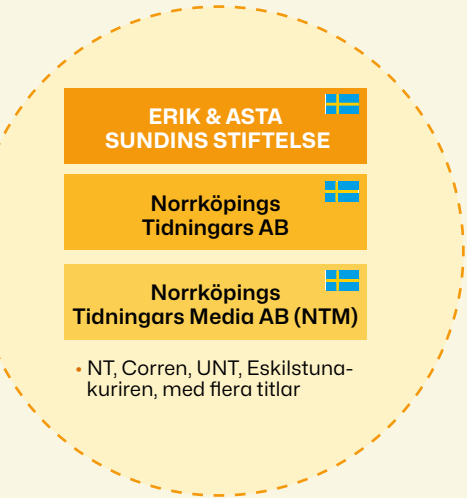 ERIK & ASTA
SUNDINS STIFTELSE
Norrköpings
Tidningars AB
Norrköpings
Tidningars Media AB (NTM)
• NT, Corren, UNT, Eskilstuna-
kuriren, med flera titlar